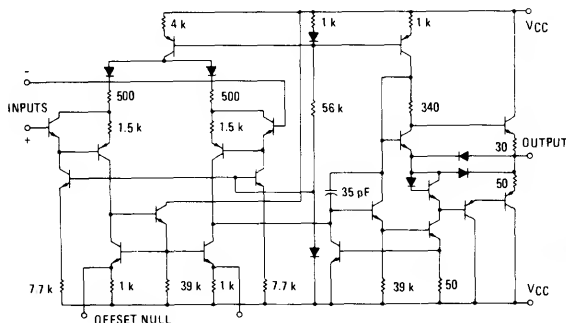 4 k
1 k
1 k
VCC
-
500
500
INPUTS
56 k
340
1.5 k
1.5 k
+
30
OUTPUT
50
35 pF
7.7 k
1 k
39 k
1 k
7.7 k
39 k
50
VCC
OFFSET NULL